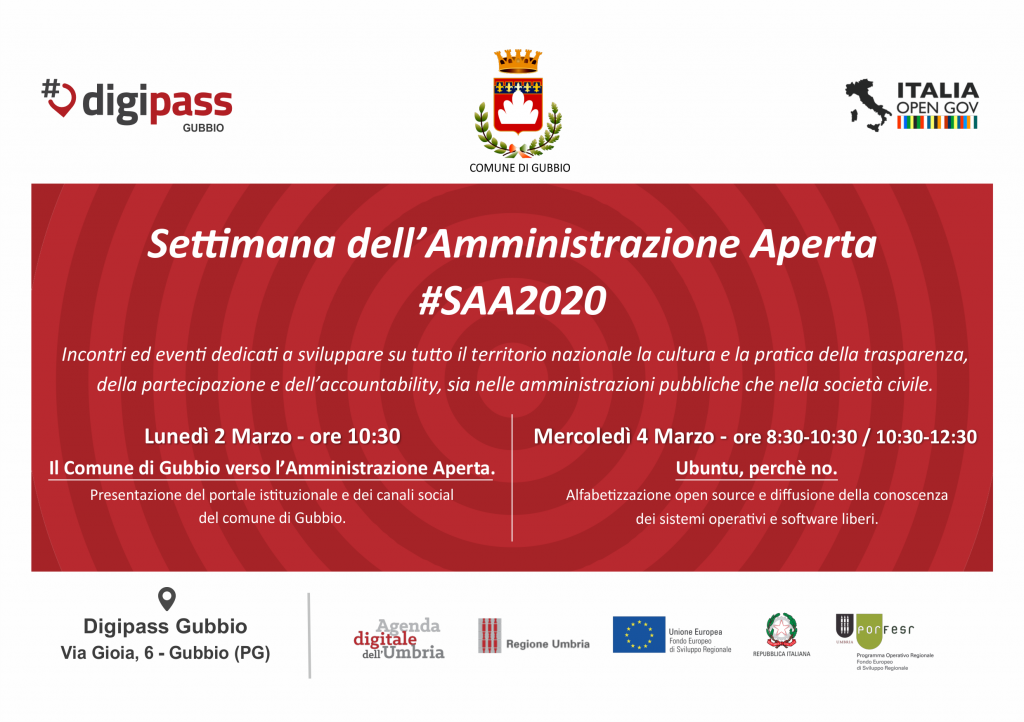 #digipass
GUBBIO
COMUNE DI GUBBIO
ITALIA
OPEN GOV
Settimana dell’Amministrazione Aperta
#SAA2020
Incontri ed eventi dedicati a sviluppare su tutto il territorio nazionale la cultura e la pratica della trasparenza,
della partecipazione e dell’accountability, sia nelle amministrazioni pubbliche che nella società civile.
Lunedì 2 Marzo - ore 10:30
Il Comune di Gubbio verso l’Amministrazione Aperta.
Presentazione del portale istituzionale e dei canali social
del comune di Gubbio.
Mercoledì 4 Marzo - ore 8:30-10:30 / 10:30-12:30
Ubuntu, perchè no.
Alfabetizzazione open source e diffusione della conoscenza
dei sistemi operativi e software liberi.
Digipass Gubbio
Via Gioia, 6 - Gubbio (PG)
Agenda
digitale
dell’Umbria
Regione Umbria
Unione Europea
Fondo Europeo
di Sviluppo Regionale
REPUBBLICA ITALIANA
porfesr
Programma Operativo Regionale
Fondo Europeo
di Sviluppo Regionale